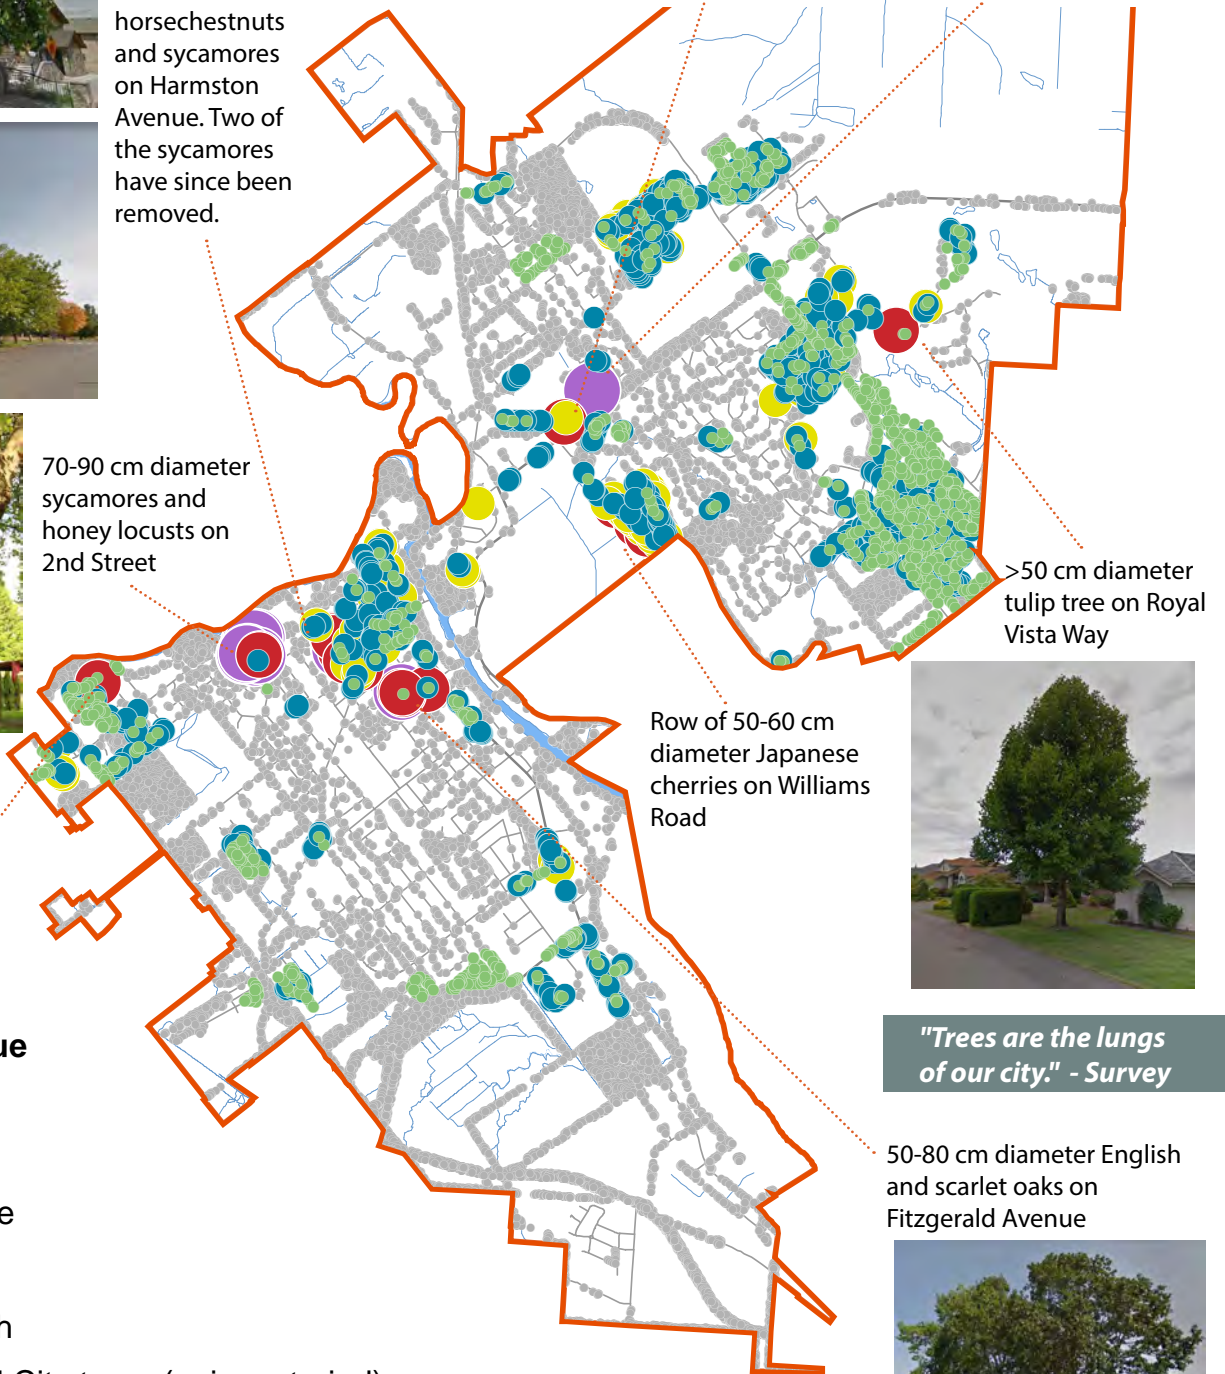 horsechestnuts
and sycamores
on Harmston
Avenue. Two of
the sycamores
have since been
removed.
70-90 cm diameter
sycamores and
honey locusts on
2nd Street
>50 cm diameter
tulip tree on Royal
Vista Way
Row of 50-60 cm
diameter Japanese
cherries on Williams
Road
"Trees are the lungs
of our city." - Survey
50-80 cm diameter English
and scarlet oaks on
Fitzgerald Avenue